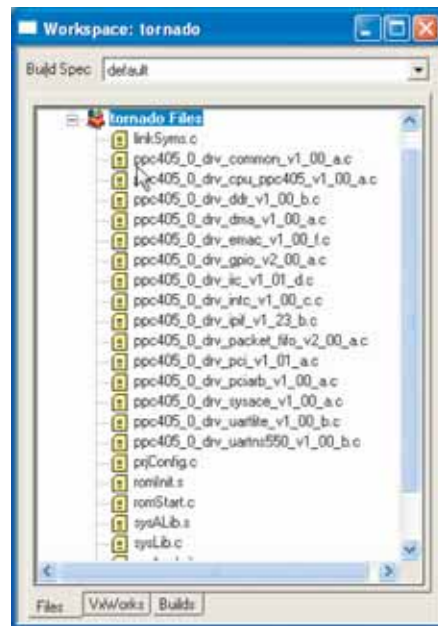 Workspace: tornado
Build Spec default
tornado Files
linkSyms.c
ppc405_0_drv_common_v1_00_a.c
ppc405_0_drv_cpu_ppc405_v1_00_a.c
ppc405_0_drv_ddr_v1_00_b.c
ppc405_0_drv_dma_v1_00_a.c
ppc405_0_drv_emac_v1_00_f.c
ppc405_0_drv_gpio_v2_00_a.c
ppc405_0_drv_iic_v1_01_d.c
ppc405_0_drv_intc_v1_00_c.c
ppc405_0_drv_ipif_v1_23_b.c
ppc405_0_drv_packet_fifo_v2_00_a.c
ppc405_0_drv_pci_v1_01_a.c
ppc405_0_drv_pciarb_v1_00_a.c
ppc405_0_drv_sysace_v1_00_a.c
ppc405_0_drv_uartlite_v1_00_b.c
ppc405_0_drv_uartns550_v1_00_b.c
prjConfig.c
romInit.s
romStart.c
sysALib.s
sysLib.c
Files VxWorks Builds